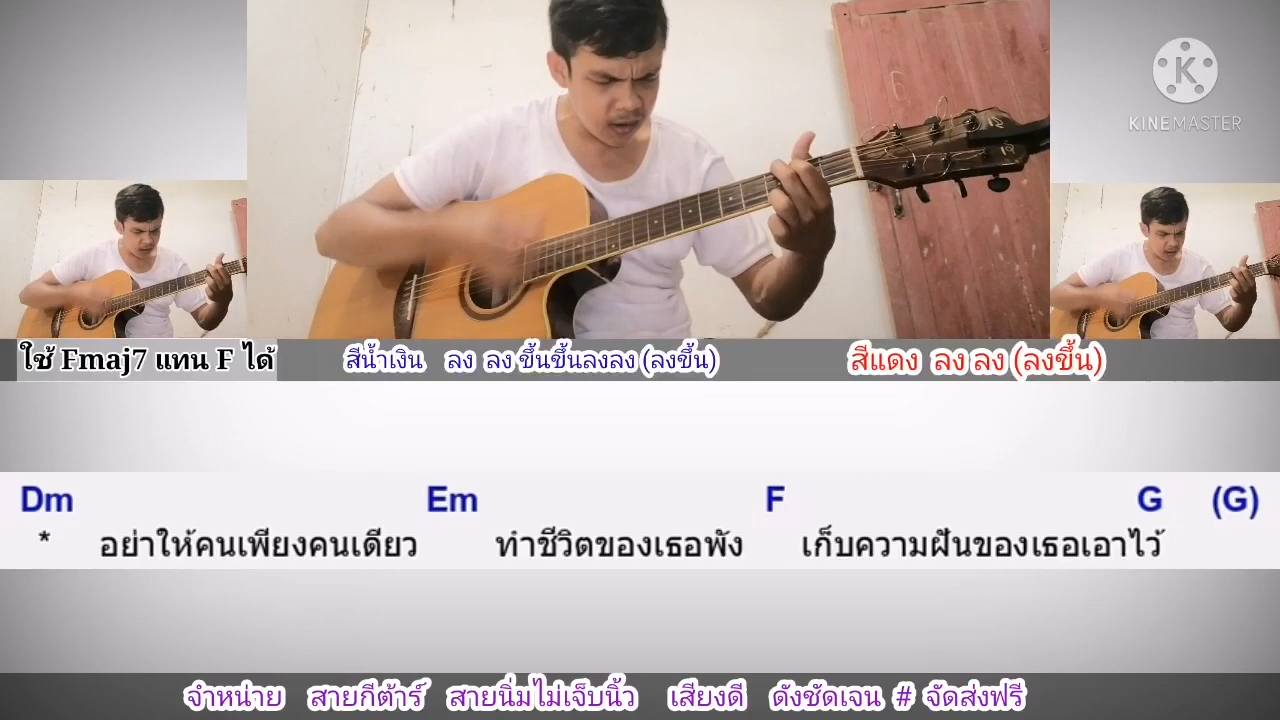 KINEMASTER
ใช้ Fmaj7 แทน F ได้
สีน้ำเงิน ลง ลง ขึ้นขึ้นลงลง (ลงขึ้น)
สีแดง ลง ลง (ลงขึ้น)
Dm Em F G (G)
* อย่าให้คนเพียงคนเดียว ทำชีวิตของเธอพัง เก็บความฝันของเธอเอาไว้
จำหน่าย สายกีต้าร์ สายนิ่มไม่เจ็บนิ้ว เสียงดี ดังชัดเจน # จัดส่งฟรี